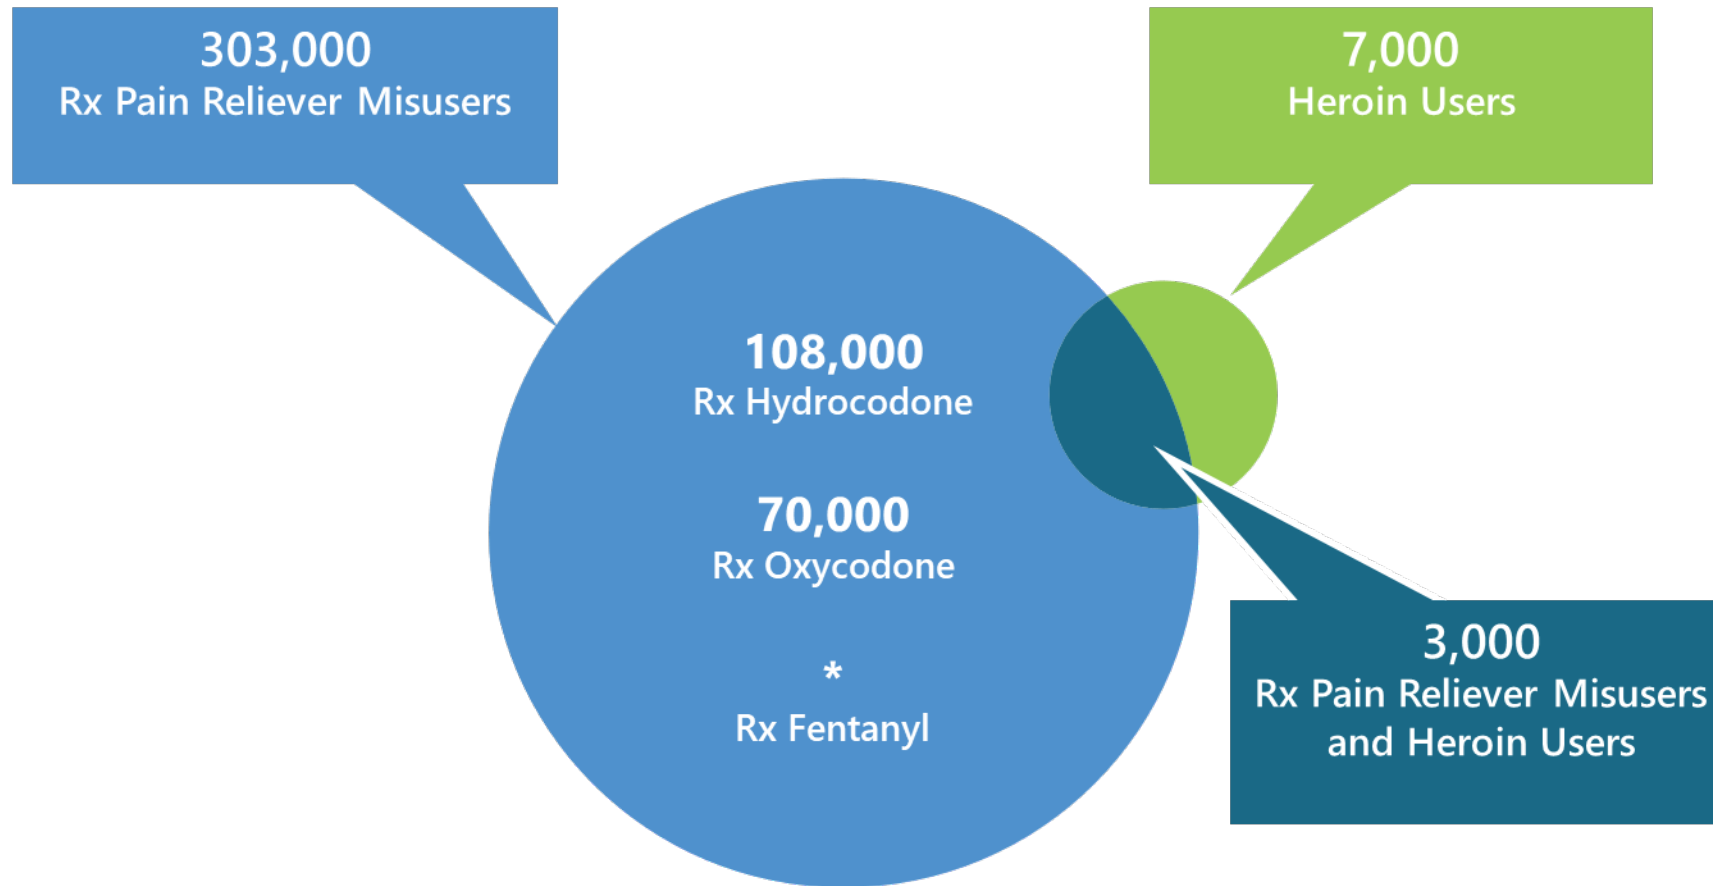 303,000
Rx Pain Reliever Misusers
7,000
Heroin Users
108,000
Rx Hydrocodone
70,000
Rx Oxycodone
*
Rx Fentanyl
3,000
Rx Pain Reliever Misusers
and Heroin Users